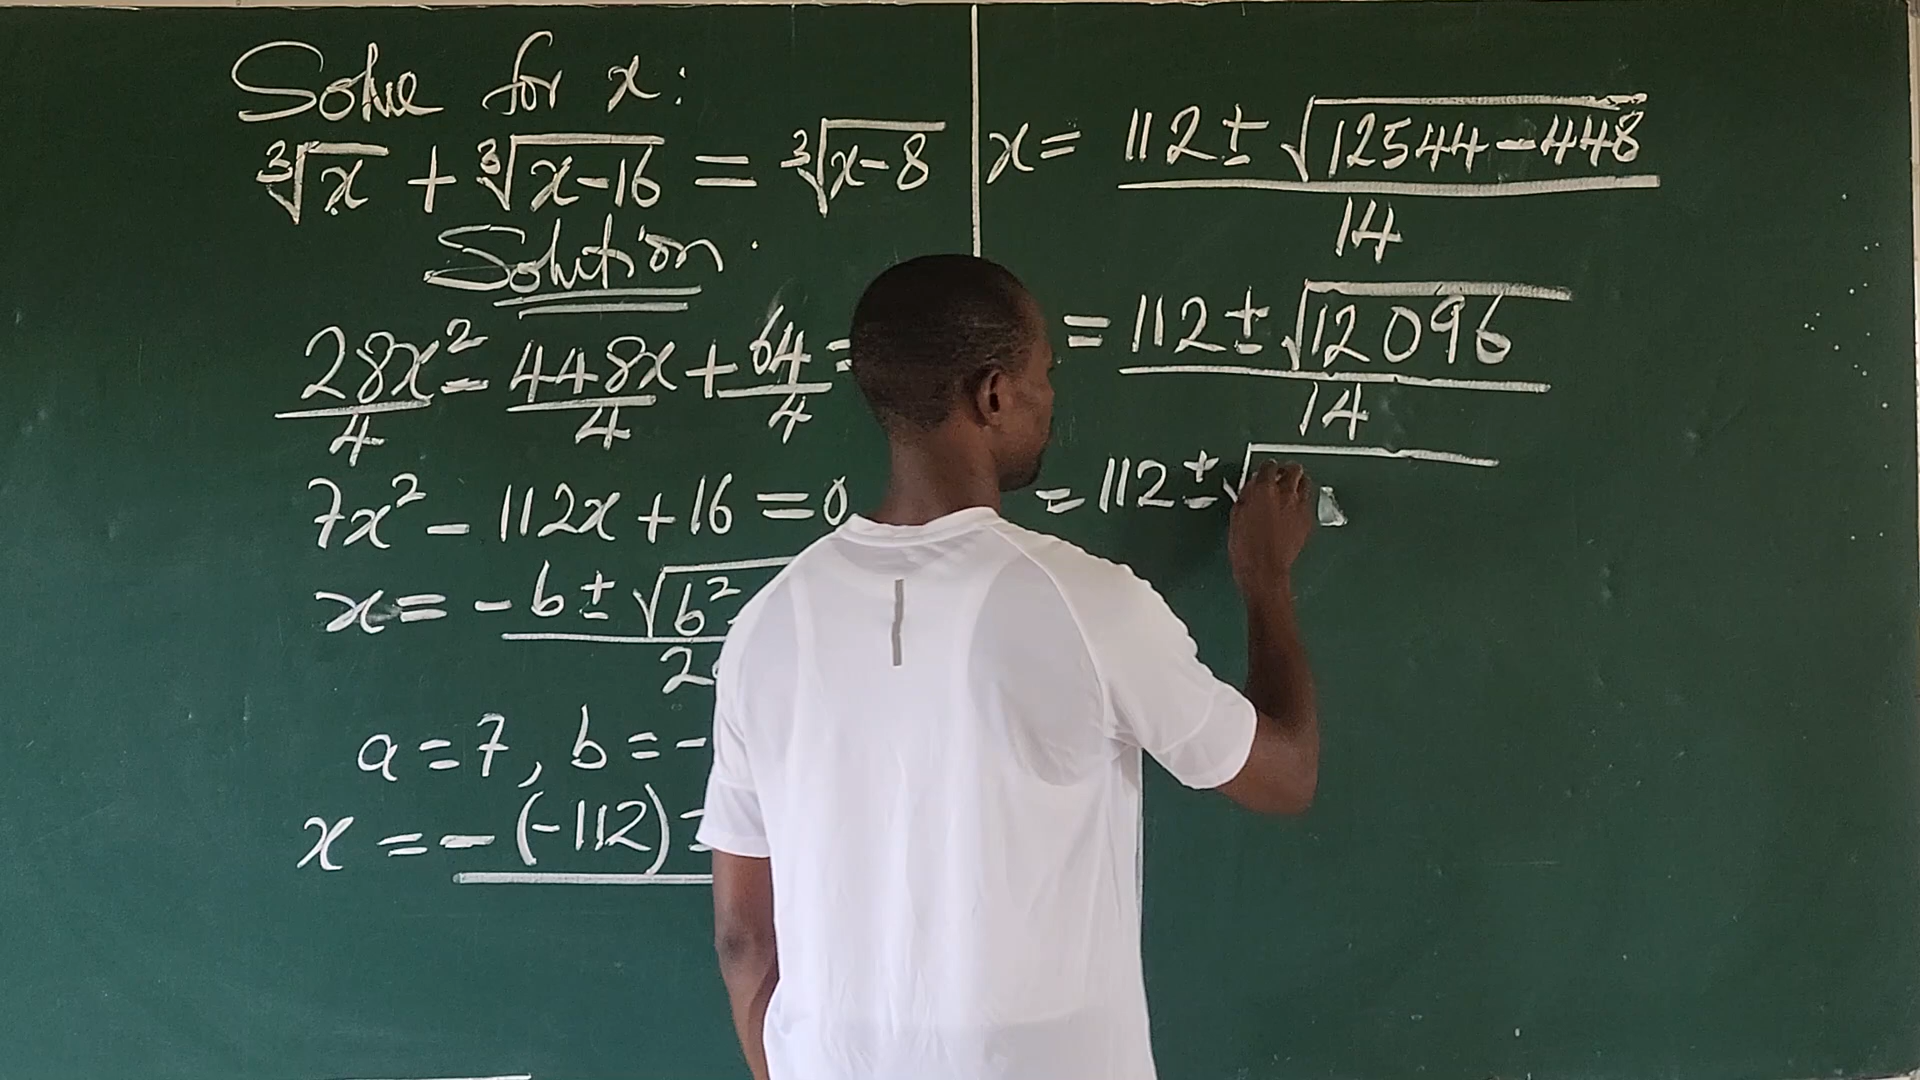 Solve for x:
∛x + ∛(x-16) = ∛(x-8)
Solution.
28x²/4 - 448x/4 + 64/4 =
7x² - 112x + 16 = 0
x = -b ± √b²
2
a = 7, b = -
x = -(-112)
x = (112 ± √(12544-448))/14
= (112 ± √12096)/14
= 112 ± √